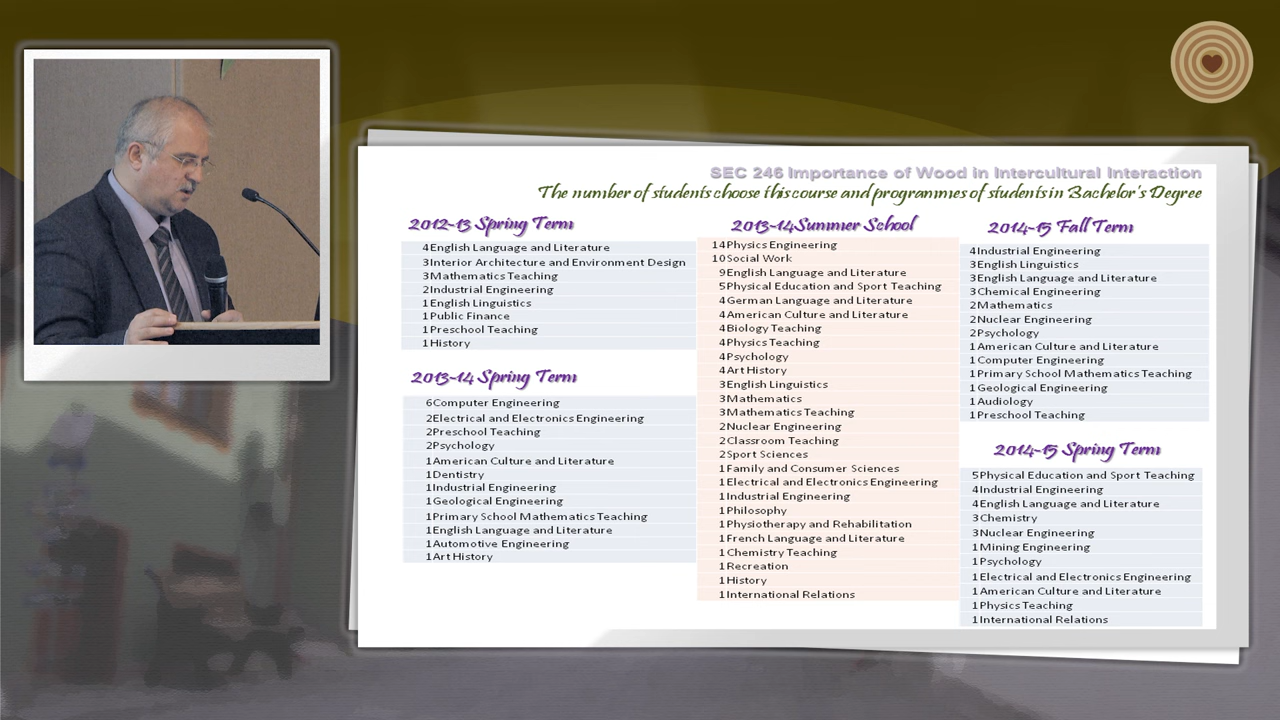 SEC 246 Importance of Wood in Intercultural Interaction
The number of students choose this course and programmes of students in Bachelor's Degree
2012-13 Spring Term
4 English Language and Literature
3 Interior Architecture and Environment Design
3 Mathematics Teaching
2 Industrial Engineering
1 English Linguistics
1 Public Finance
1 Preschool Teaching
1 History
2013-14 Spring Term
6 Computer Engineering
2 Electrical and Electronics Engineering
2 Preschool Teaching
2 Psychology
1 American Culture and Literature
1 Dentistry
1 Industrial Engineering
1 Geological Engineering
1 Primary School Mathematics Teaching
1 English Language and Literature
1 Automotive Engineering
1 Art History
2013-14 Summer School
14 Physics Engineering
10 Social Work
9 English Language and Literature
5 Physical Education and Sport Teaching
4 German Language and Literature
4 American Culture and Literature
4 Biology Teaching
4 Physics Teaching
4 Psychology
4 Art History
3 English Linguistics
3 Mathematics
3 Mathematics Teaching
2 Nuclear Engineering
2 Classroom Teaching
2 Sport Sciences
1 Family and Consumer Sciences
1 Electrical and Electronics Engineering
1 Industrial Engineering
1 Philosophy
1 Physiotherapy and Rehabilitation
1 French Language and Literature
1 Chemistry Teaching
1 Recreation
1 History
1 International Relations
2014-15 Fall Term
4 Industrial Engineering
3 English Linguistics
3 English Language and Literature
3 Chemical Engineering
2 Mathematics
2 Nuclear Engineering
2 Psychology
1 American Culture and Literature
1 Computer Engineering
1 Primary School Mathematics Teaching
1 Geological Engineering
1 Audiology
1 Preschool Teaching
2014-15 Spring Term
5 Physical Education and Sport Teaching
4 Industrial Engineering
4 English Language and Literature
3 Chemistry
3 Nuclear Engineering
1 Mining Engineering
1 Psychology
1 Electrical and Electronics Engineering
1 American Culture and Literature
1 Physics Teaching
1 International Relations